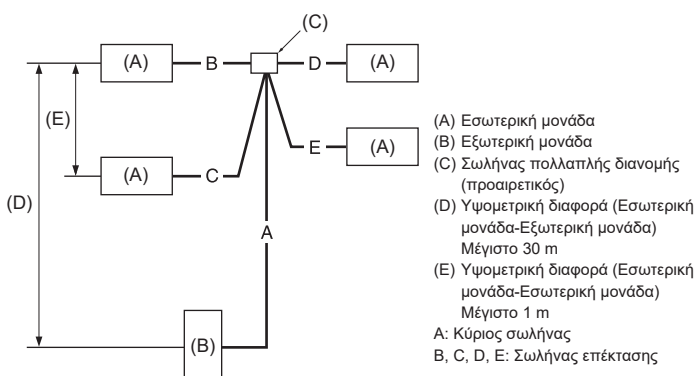 (C)
(A)
B
D
(A)
(E)
(A)
C
E
(A)
(D)
A
(B)
(A) Εσωτερική μονάδα
(B) Εξωτερική μονάδα
(C) Σωλήνας πολλαπλής διανομής
(προαιρετικός)
(D) Υψομετρική διαφορά (Εσωτερική
μονάδα-Εξωτερική μονάδα)
Μέγιστο 30 m
(E) Υψομετρική διαφορά (Εσωτερική
μονάδα-Εσωτερική μονάδα)
Μέγιστο 1 m
A: Κύριος σωλήνας
B, C, D, E: Σωλήνας επέκτασης